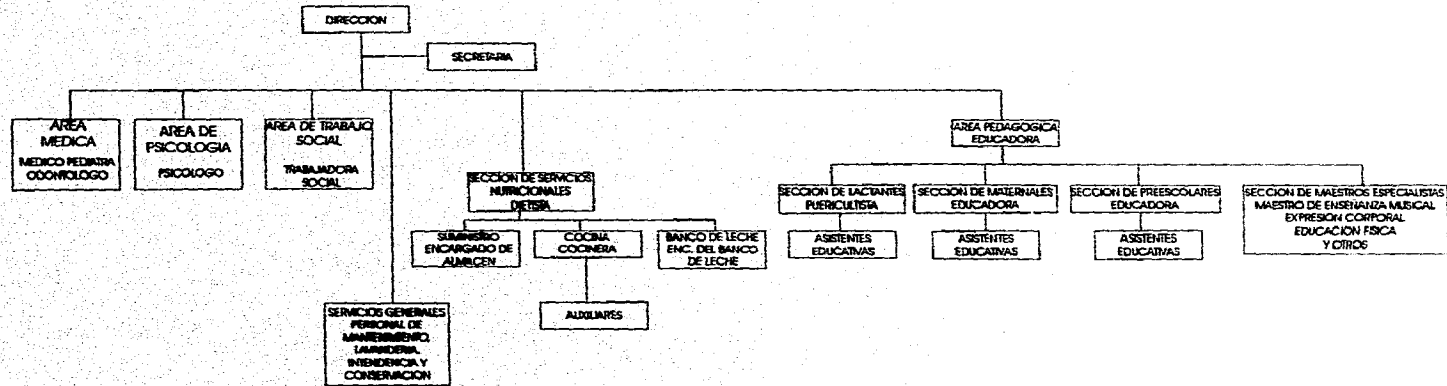 DIRECCION
SECRETARIA
AREA
MEDICA
MEDICO PEDIATRA
ODONTOLOGO
AREA DE
PSICOLOGIA
PSICOLOGO
AREA DE TRABAJO
SOCIAL
TRABAJADORA
SOCIAL
SERVICIOS GENERALES
PERSONAL DE
MANTENIMIENTO,
LAVANDERIA,
INTENDENCIA Y
CONSERVACION
SECCION DE SERVICIOS
NUTRICIONALES
DIETISTA
SUMINISTRO
ENCARGADO DE
ALMACEN
COCINA
COCINERA
AUXILIARES
BANCO DE LECHE
ENC. DEL BANCO
DE LECHE
AREA PEDAGOGICA
EDUCADORA
SECCION DE LACTANTES
PUERICULTISTA
ASISTENTES
EDUCATIVAS
SECCION DE MATERNALES
EDUCADORA
ASISTENTES
EDUCATIVAS
SECCION DE PREESCOLARES
EDUCADORA
ASISTENTES
EDUCATIVAS
SECCION DE MAESTROS ESPECIALISTAS
MAESTRO DE ENSEÑANZA MUSICAL
EXPRESION CORPORAL
EDUCACION FISICA
Y OTROS